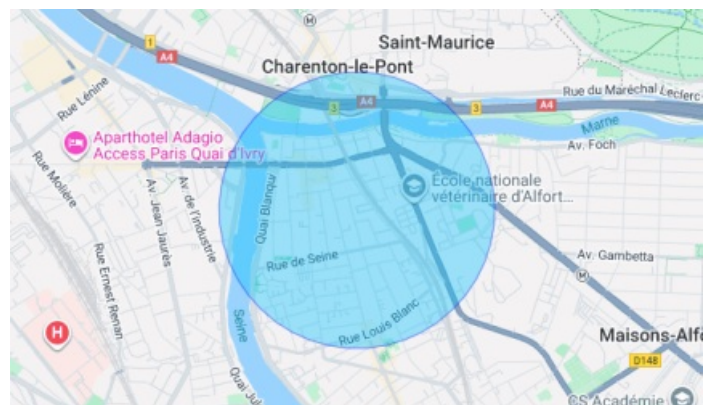 Saint-Maurice
1
A4
Charenton-le-Pont
Rue Lénine
Rue du Maréchal Leclerc
3
A4
3
A4
Marne
Av. Foch
Aparthotel Adagio
Access Paris Quai d'Ivry
Rue Molière
Av. Jean Jaurès
Av. de l'industrie
Quai Blanqui
École nationale
vétérinaire d'Alfort...
Rue Ernest Renan
Rue de Seine
Av. Gambetta
M
M
H
Seine
Rue Louis Blanc
Maisons-Alfo
D148
Quai Jul
CS Académie